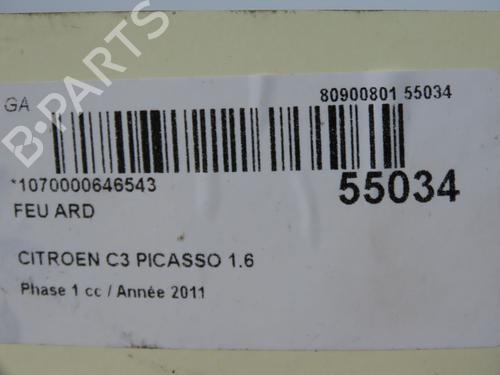 GA
80900801 55034
*1070000646543
55034
FEU ARD
CITROEN C3 PICASSO 1.6
Phase 1 cc / Année 2011
B-PARTS